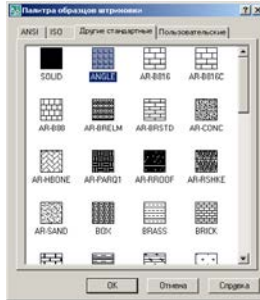 Палитра образцов штриховки
ANSI ISO Другие стандартные Пользовательские
SOLID ANGLE AR-B816 AR-B816C
AR-B88 AR-BRELM AR-BRSTD AR-CONC
AR-HBONE AR-PARQ1 AR-RROOF AR-RSHKE
AR-SAND BOX BRASS BRICK
OK Отмена Справка